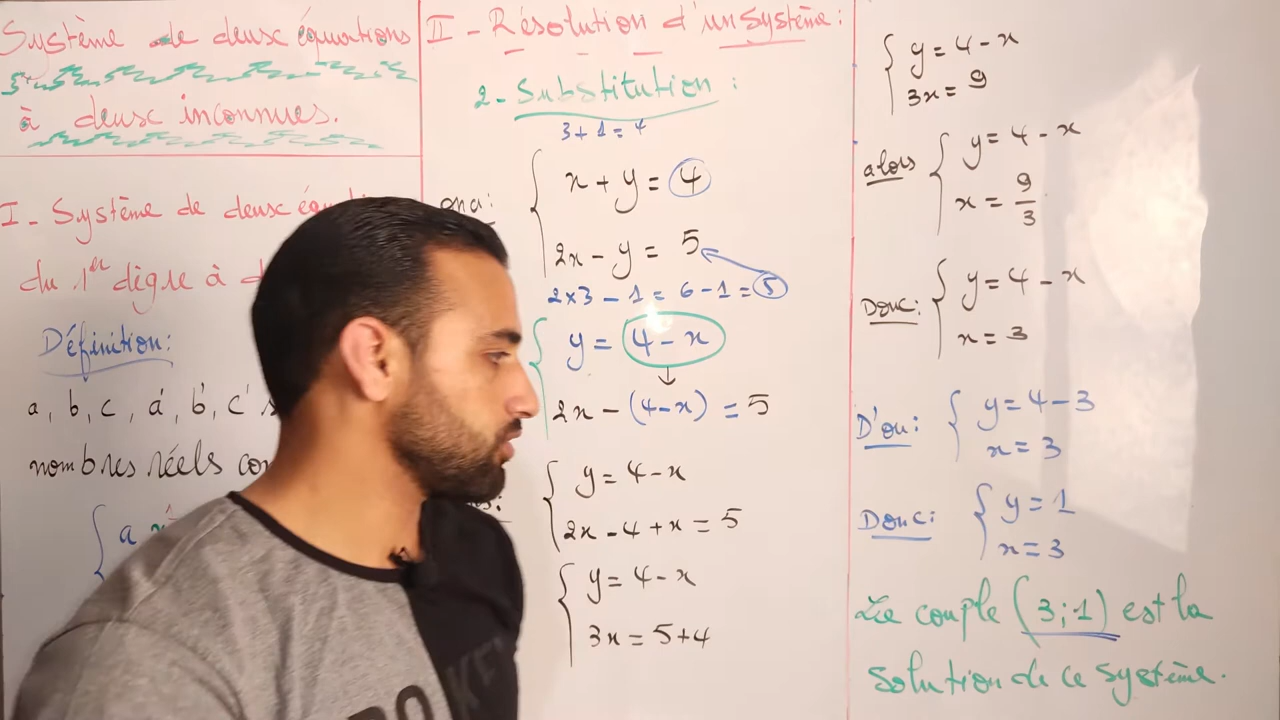 Système de deux équations
à deux inconnues.
I - Système de deux équ
du 1er dègre à d
Définition:
a, b, c, a', b', c'
nombres réels con
{ a
II - Résolution d'un système:
2 - Substitution:
3 + 1 = 4
on a: { x + y = 4
2x - y = 5
2×3 - 1 = 6 - 1 = 5
{ y = 4 - x
2x - (4-x) = 5
{ y = 4 - x
2x - 4 + x = 5
{ y = 4 - x
3x = 5+4
{ y = 4 - x
3x = 9
alors { y = 4 - x
x = 9/3
Donc: { y = 4 - x
x = 3
D'ou: { y = 4 - 3
x = 3
Donc: { y = 1
x = 3
Le couple (3;1) est la
solution de ce système.